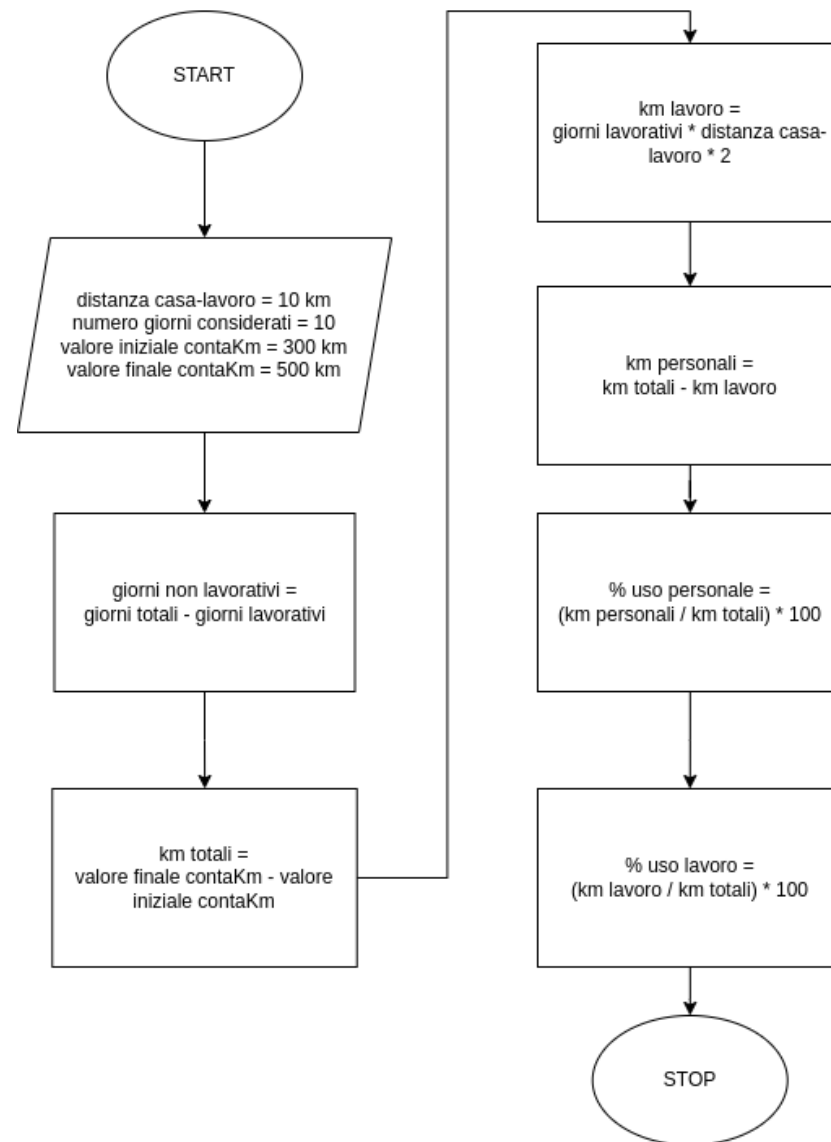 START
distanza casa-lavoro = 10 km
numero giorni considerati = 10
valore iniziale contaKm = 300 km
valore finale contaKm = 500 km
giorni non lavorativi =
giorni totali - giorni lavorativi
km totali =
valore finale contaKm - valore
iniziale contaKm
km lavoro =
giorni lavorativi * distanza casa-
lavoro * 2
km personali =
km totali - km lavoro
% uso personale =
(km personali / km totali) * 100
% uso lavoro =
(km lavoro / km totali) * 100
STOP